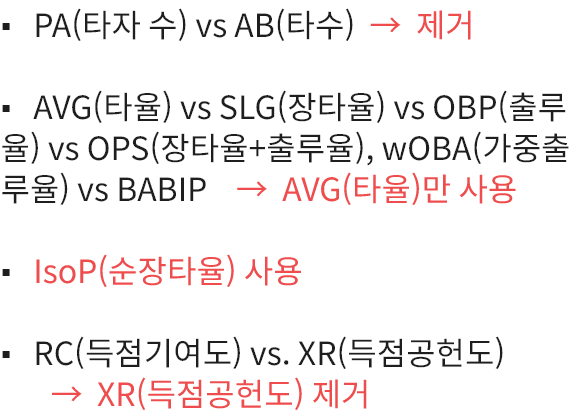 ▪ PA(타자 수) vs AB(타수) → 제거
▪ AVG(타율) vs SLG(장타율) vs OBP(출루
율) vs OPS(장타율+출루율), wOBA(가중출
루율) vs BABIP → AVG(타율)만 사용
▪ IsoP(순장타율) 사용
▪ RC(득점기여도) vs. XR(득점공헌도)
→ XR(득점공헌도) 제거